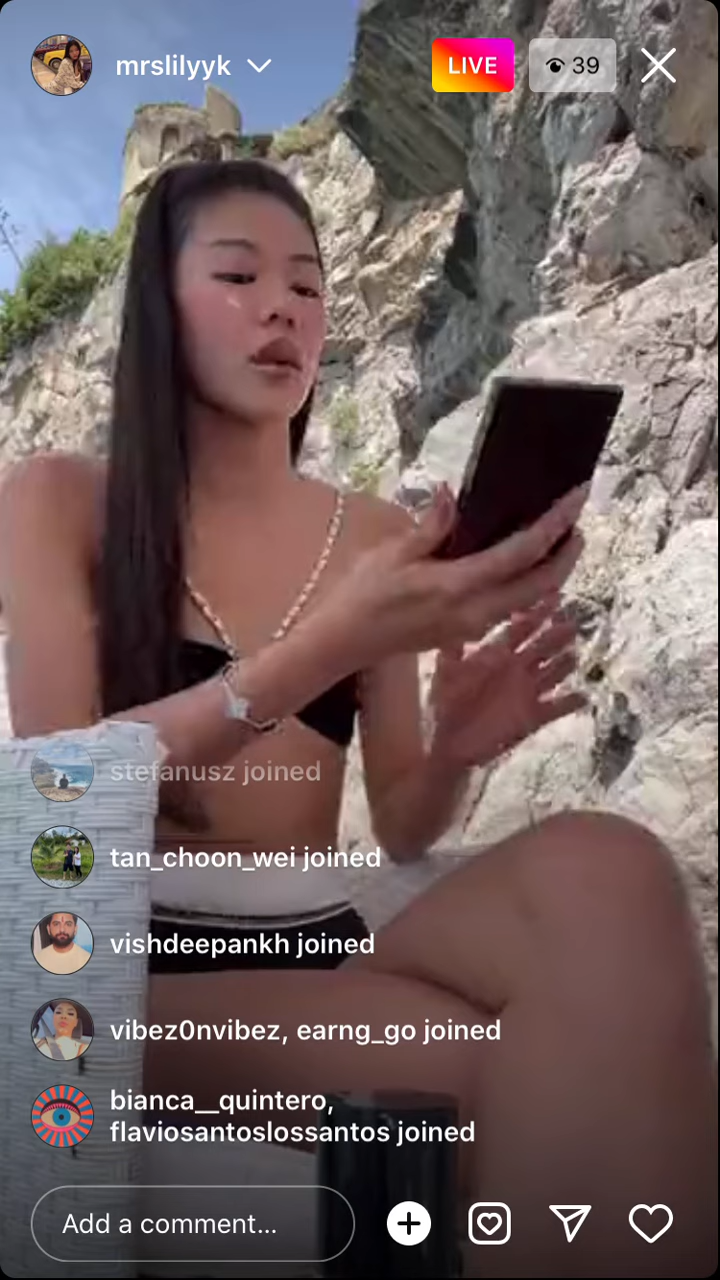 mrslilyyk
LIVE
39
stefanusz joined
tan_choon_wei joined
vishdeepankh joined
vibez0nvibez, earng_go joined
bianca__quintero,
flaviosantoslossantos joined
Add a comment...